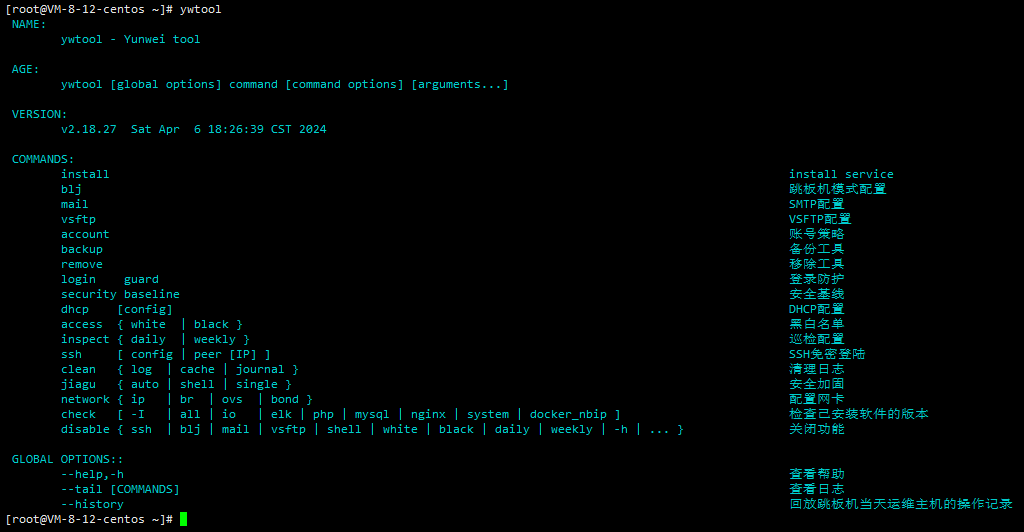 [root@VM-8-12-centos ~]# ywtool
NAME:
ywtool - Yunwei tool
AGE:
ywtool [global options] command [command options] [arguments...]
VERSION:
v2.18.27  Sat Apr  6 18:26:39 CST 2024
COMMANDS:
install install service
blj 跳板机模式配置
mail SMTP配置
vsftp VSFTP配置
account 账号策略
backup 备份工具
remove 移除工具
login    guard 登录防护
security baseline 安全基线
dhcp    [config] DHCP配置
access  { white  | black } 黑白名单
inspect { daily  | weekly } 巡检配置
ssh     [ config | peer [IP] ] SSH免密登陆
clean   { log  | cache | journal } 清理日志
jiagu   { auto | shell | single } 安全加固
network { ip   | br  | ovs  | bond } 配置网卡
check   [ -I   | all | io   | elk | php | mysql | nginx | system | docker_nbip ] 检查已安装软件的版本
disable { ssh  | blj | mail | vsftp | shell | white | black | daily | weekly | -h | ... } 关闭功能
GLOBAL OPTIONS::
--help,-h 查看帮助
--tail [COMMANDS] 查看日志
--history 回放跳板机当天运维主机的操作记录
[root@VM-8-12-centos ~]#